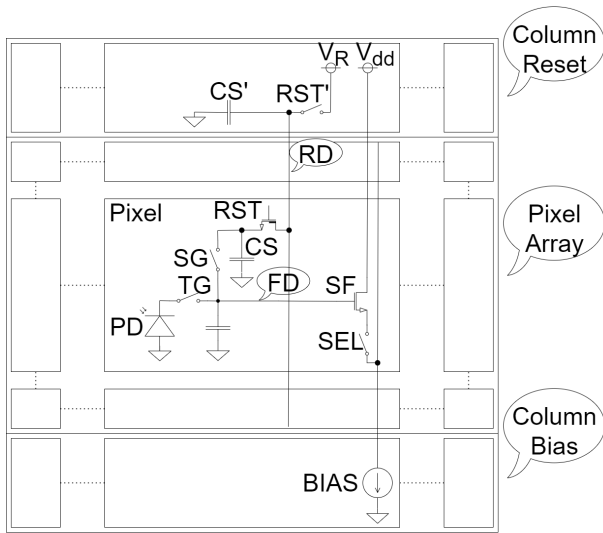 Column
Reset
V_R V_dd
CS' RST'
RD
Pixel RST
Pixel
Array
SG CS
TG FD SF
PD SEL
Column
Bias
BIAS